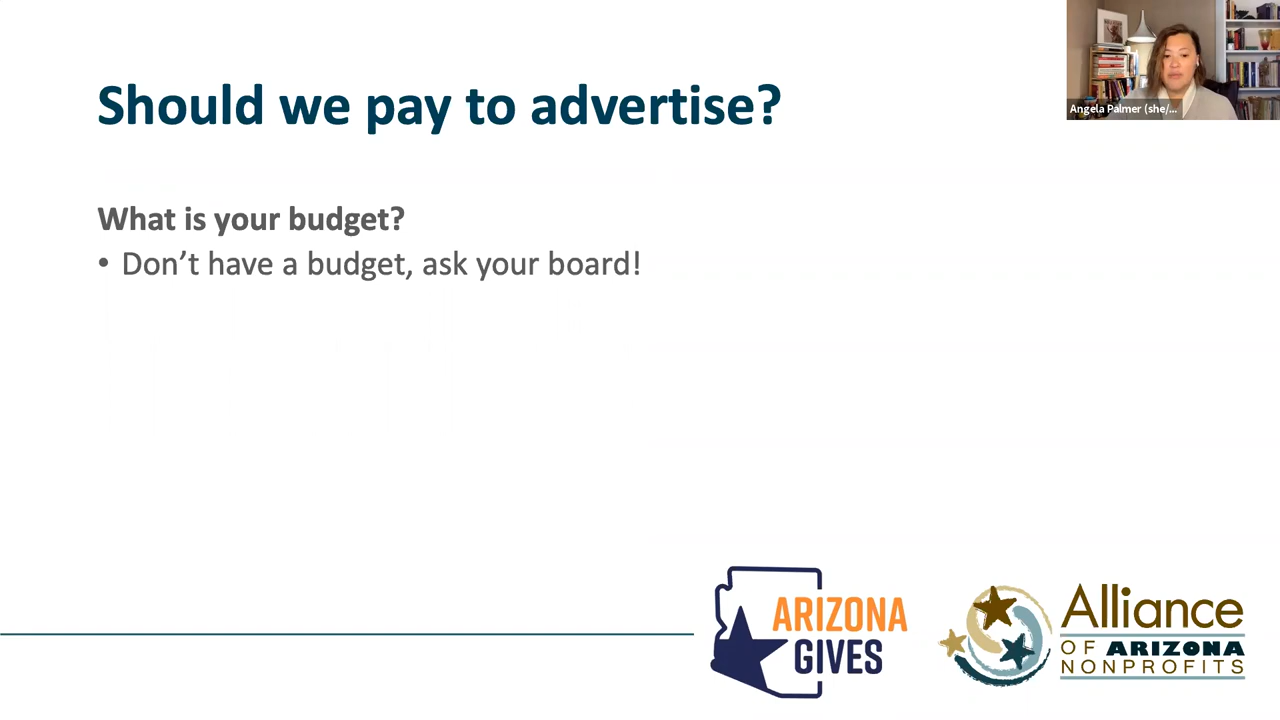 Should we pay to advertise?
Angela Palmer (she/...
What is your budget?
• Don't have a budget, ask your board!
ARIZONA
GIVES
Alliance
OF ARIZONA
NONPROFITS